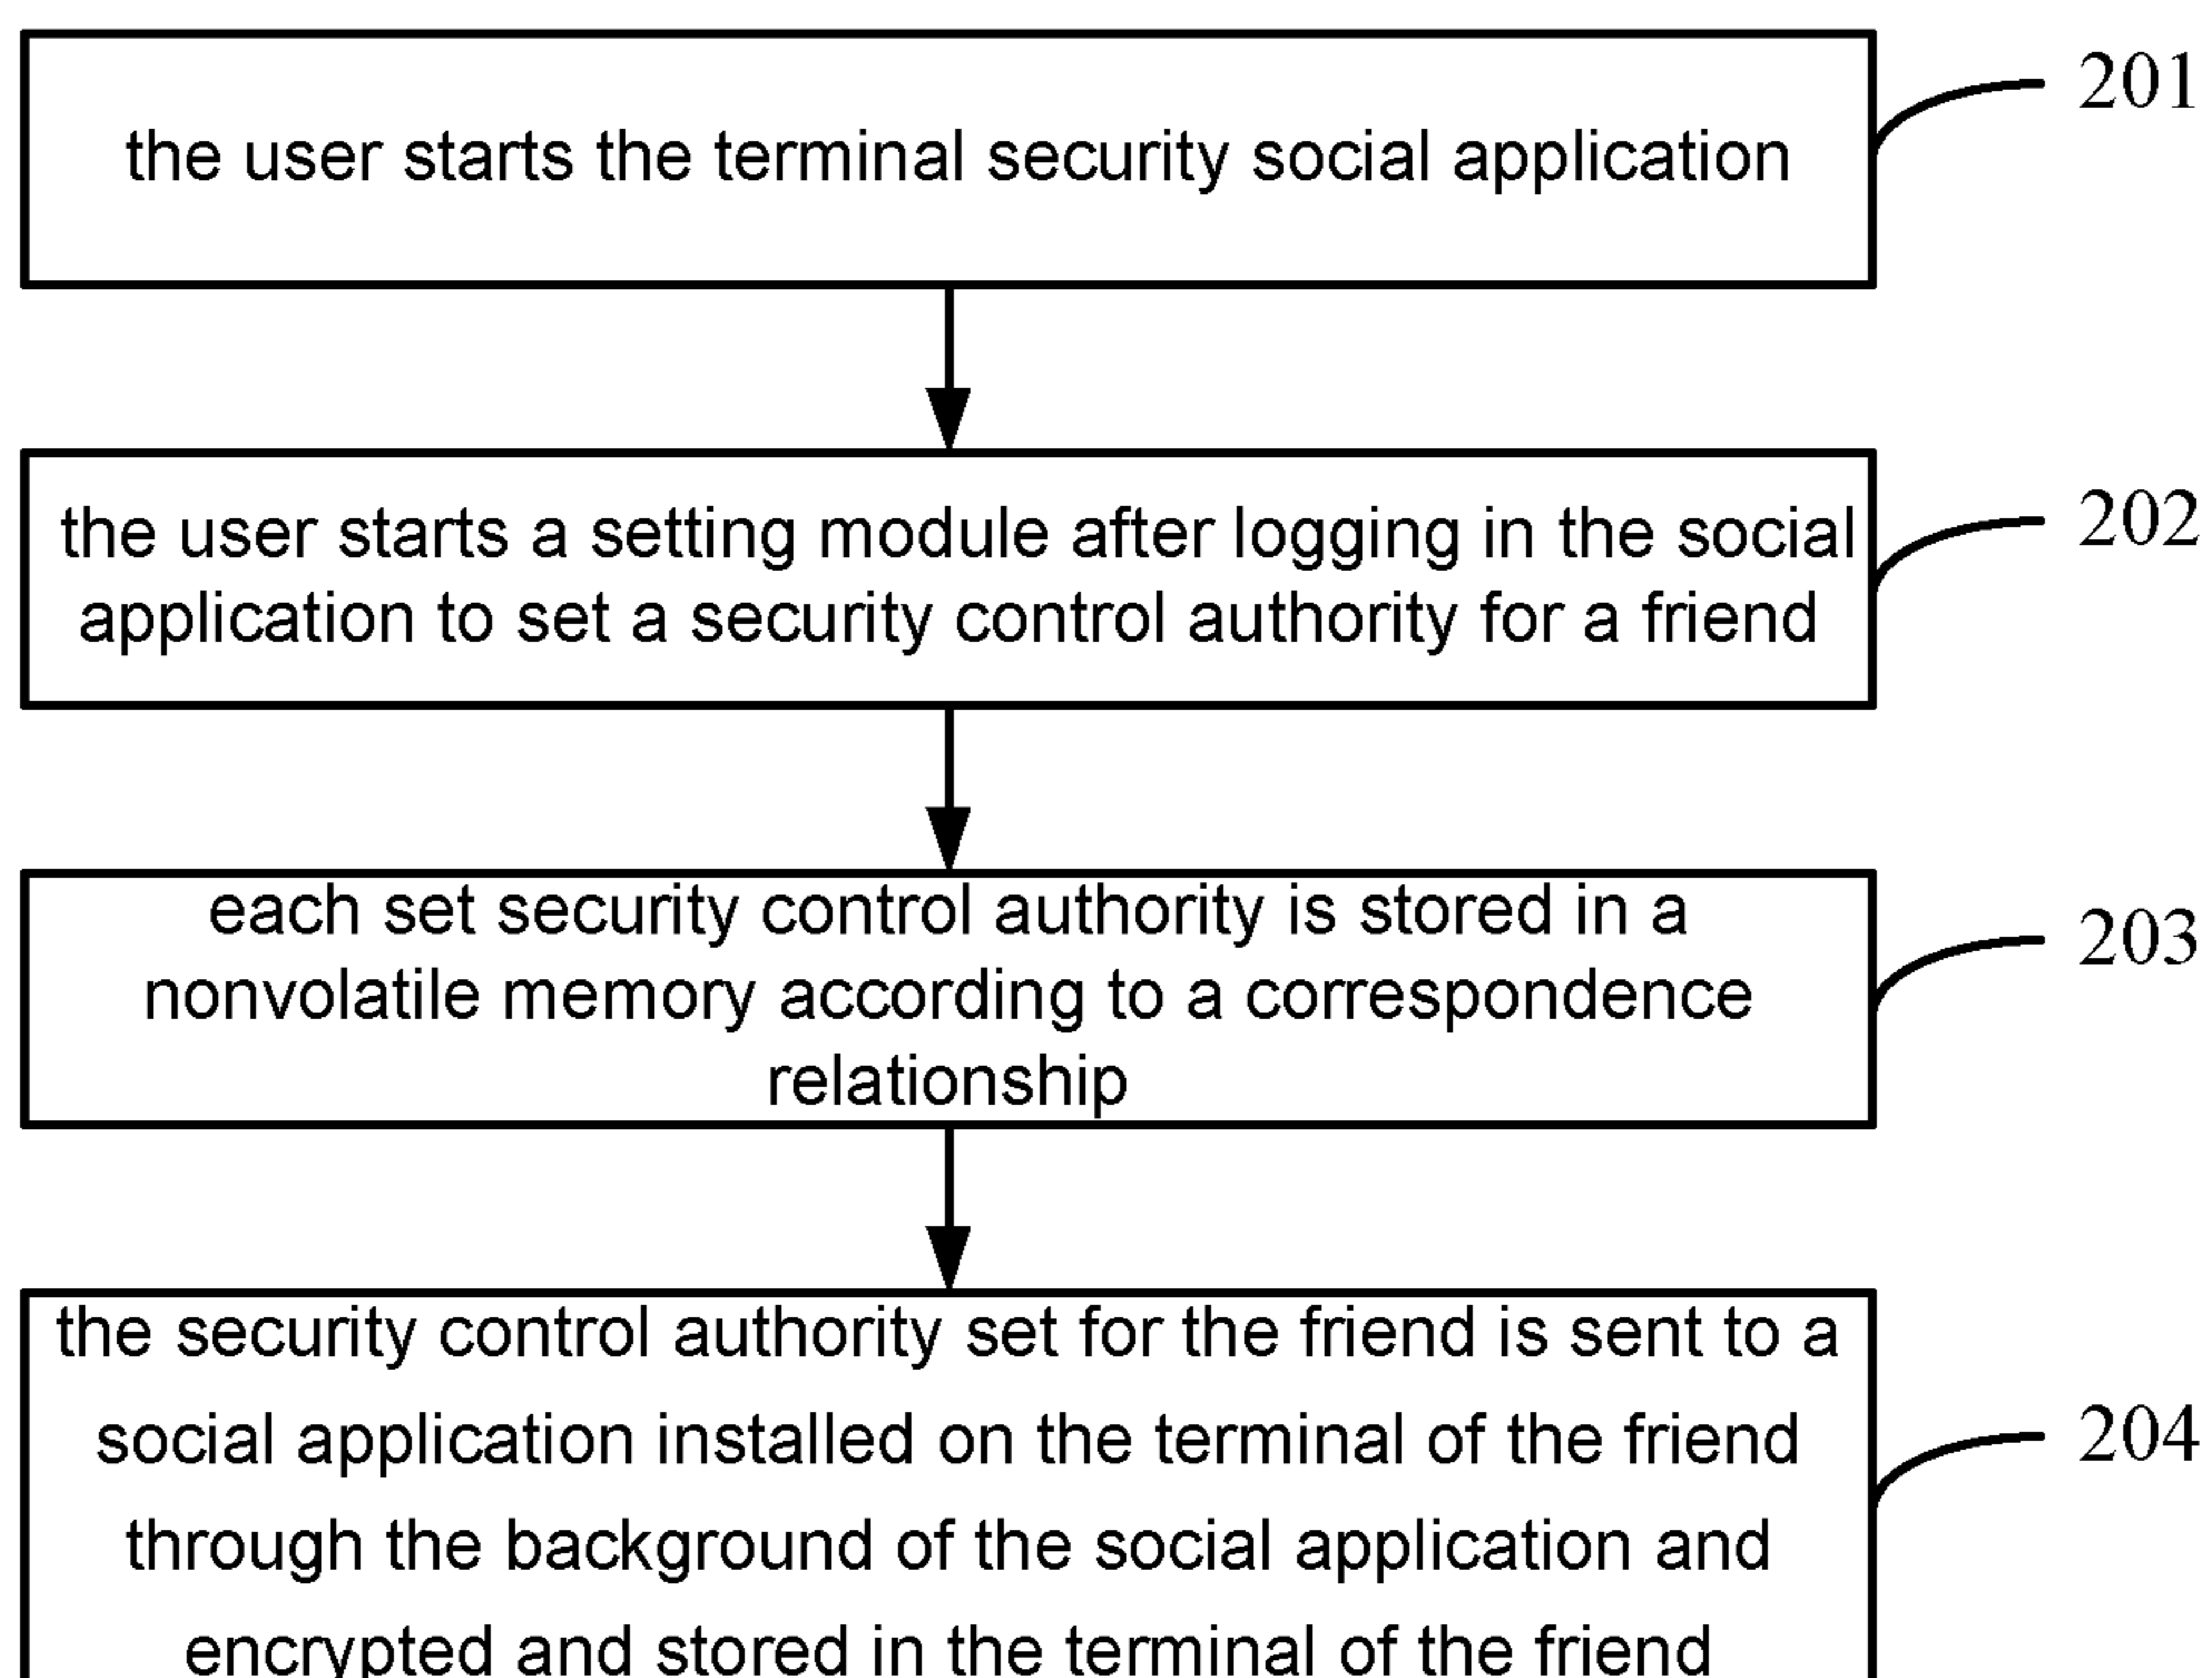 201
the user starts the terminal security social application
202
the user starts a setting module after logging in the social
application to set a security control authority for a friend
203
each set security control authority is stored in a
nonvolatile memory according to a correspondence
relationship
the security control authority set for the friend is sent to a
204
social application installed on the terminal of the friend
through the background of the social application and
encrypted and stored in the terminal of the friend